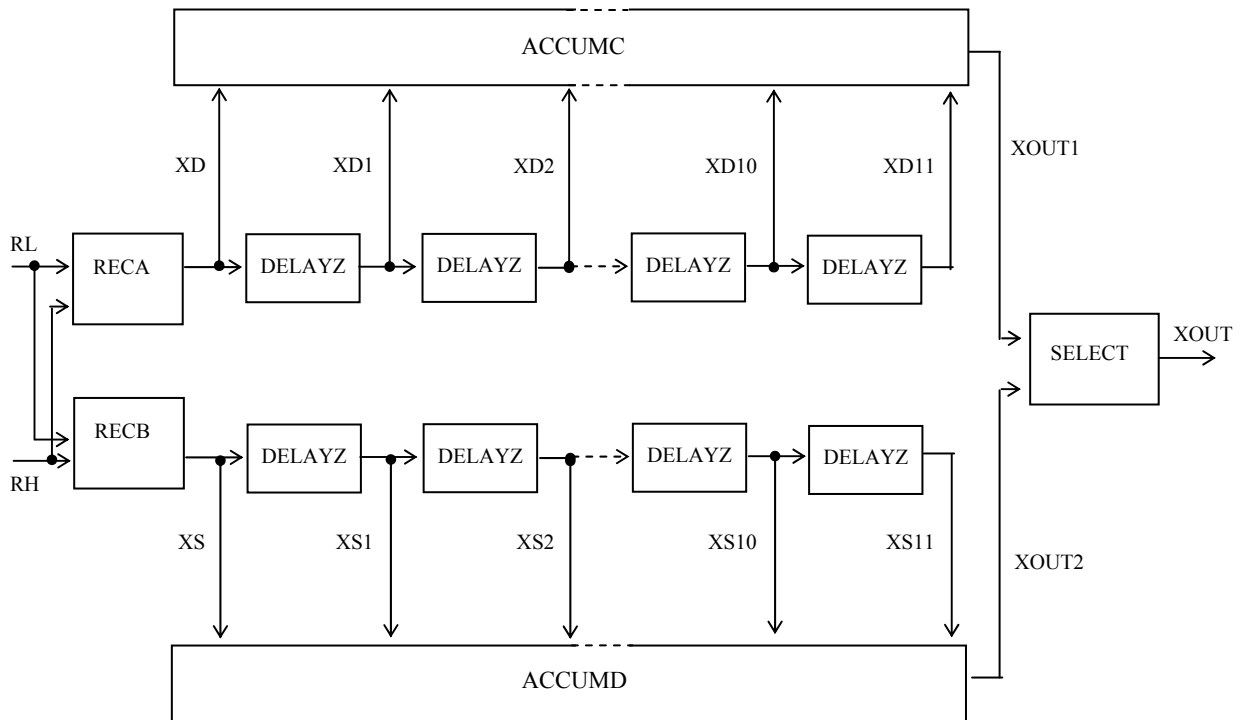 ACCUMC
XD
XD1
XD2
XD10
XD11
XOUT1
RL
RECA
DELAYZ
DELAYZ
DELAYZ
DELAYZ
SELECT
XOUT
RECB
DELAYZ
DELAYZ
DELAYZ
DELAYZ
RH
XS
XS1
XS2
XS10
XS11
XOUT2
ACCUMD